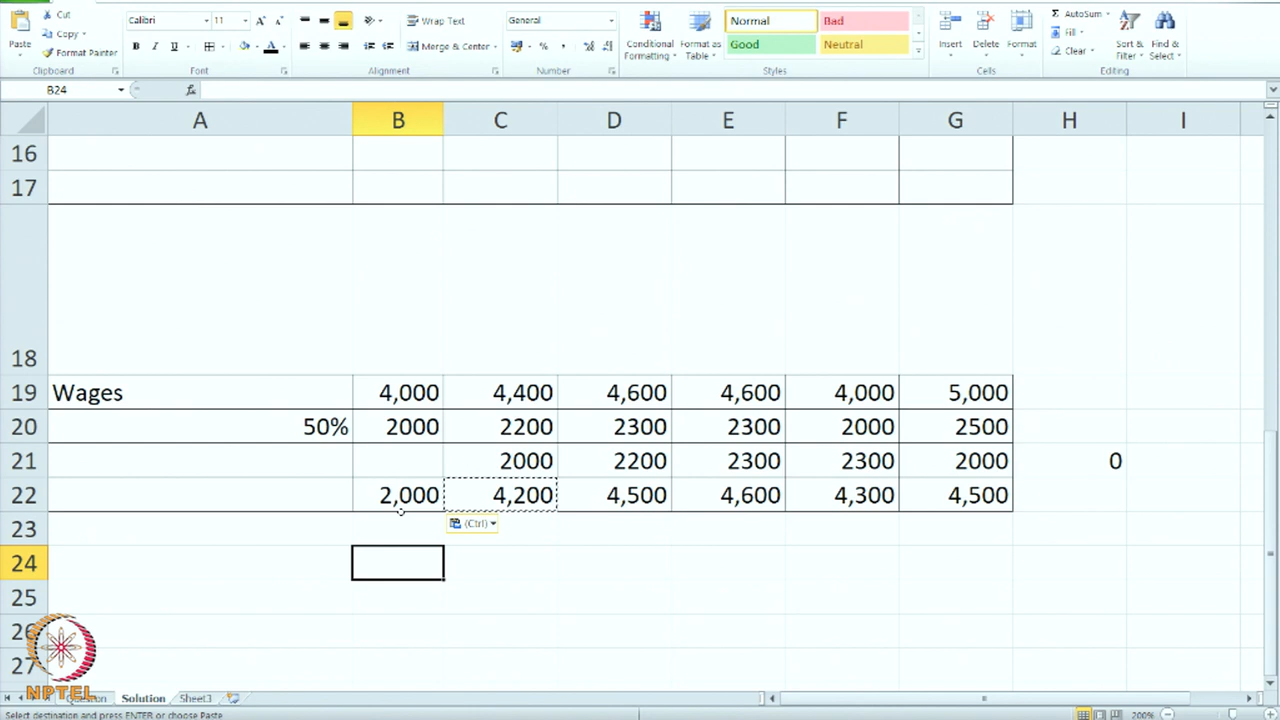 Cut
Copy
Format Painter
Paste
Clipboard
Calibri 11
B I U
Font
Wrap Text
Merge & Center
Alignment
General
%
Number
Conditional Formatting
Format as Table
Normal Bad
Good Neutral
Styles
Insert Delete Format
Cells
AutoSum
Fill
Clear
Sort & Filter
Find & Select
Editing
B24 fx
A B C D E F G H I
16
17
18
19 Wages 4,000 4,400 4,600 4,600 4,000 5,000
20 50% 2000 2200 2300 2300 2000 2500
21 2000 2200 2300 2300 2000 0
22 2,000 4,200 4,500 4,600 4,300 4,500
23 (Ctrl)
24
25
26
27
NPTEL
Solution Sheet3
Select destination and press ENTER or choose Paste 200%